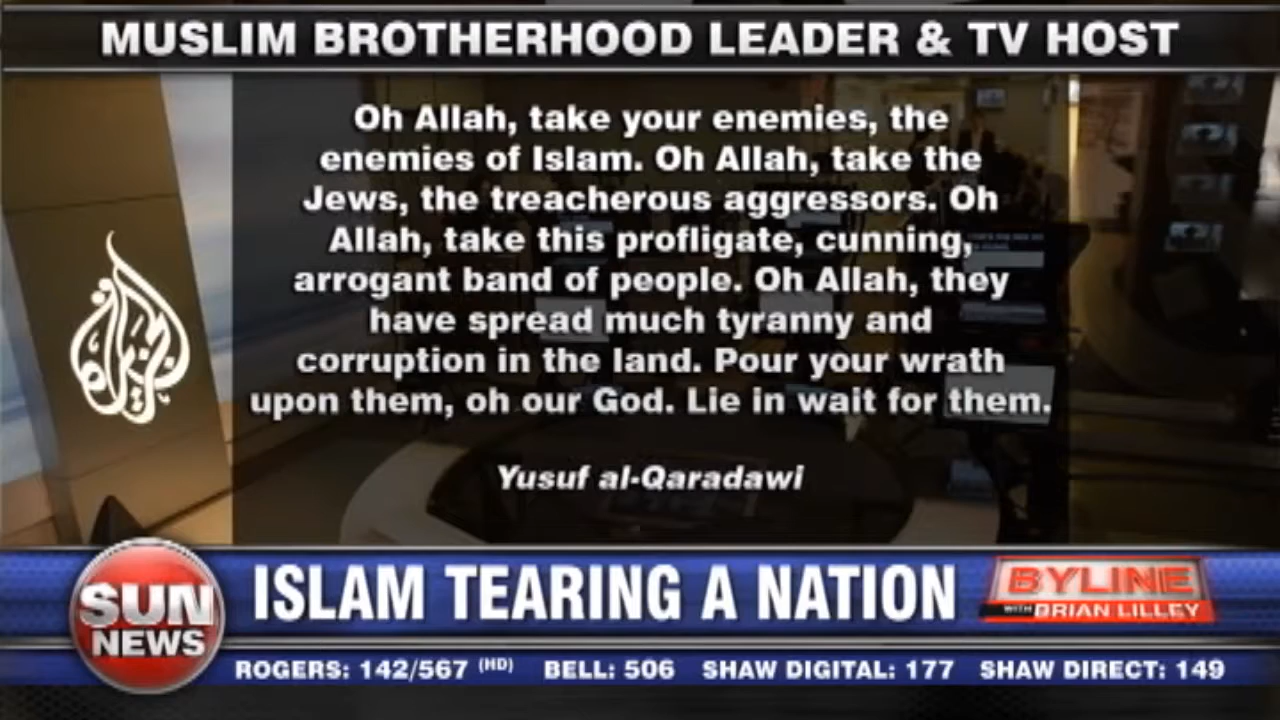 MUSLIM BROTHERHOOD LEADER & TV HOST
Oh Allah, take your enemies, the
enemies of Islam. Oh Allah, take the
Jews, the treacherous aggressors. Oh
Allah, take this profligate, cunning,
arrogant band of people. Oh Allah, they
have spread much tyranny and
corruption in the land. Pour your wrath
upon them, oh our God. Lie in wait for them.
Yusuf al-Qaradawi
الجزيرة
SUN
NEWS
ISLAM TEARING A NATION
BYLINE
WITH BRIAN LILLEY
ROGERS: 142/567 (HD) BELL: 506 SHAW DIGITAL: 177 SHAW DIRECT: 149